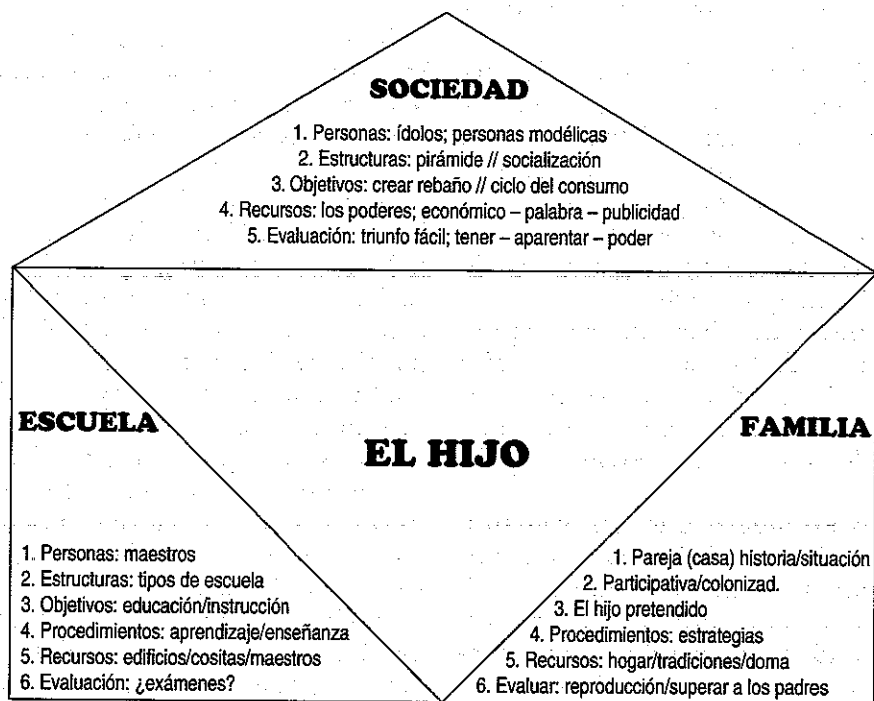 SOCIEDAD
1. Personas: ídolos; personas modélicas
2. Estructuras: pirámide // socialización
3. Objetivos: crear rebaño // ciclo del consumo
4. Recursos: los poderes; económico – palabra – publicidad
5. Evaluación: triunfo fácil; tener – aparentar – poder
ESCUELA
EL HIJO
FAMILIA
1. Personas: maestros
2. Estructuras: tipos de escuela
3. Objetivos: educación/instrucción
4. Procedimientos: aprendizaje/enseñanza
5. Recursos: edificios/cositas/maestros
6. Evaluación: ¿exámenes?
1. Pareja (casa) historia/situación
2. Participativa/colonizad.
3. El hijo pretendido
4. Procedimientos: estrategias
5. Recursos: hogar/tradiciones/doma
6. Evaluar: reproducción/superar a los padres